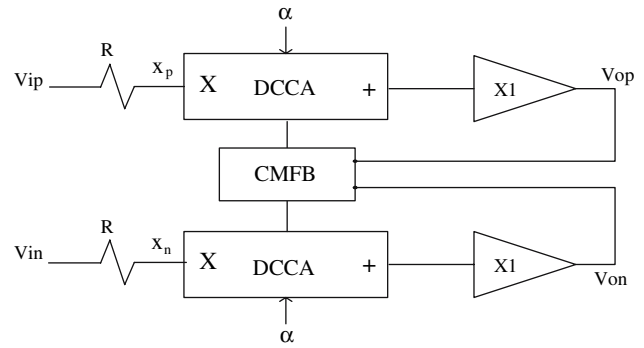 α
R
Vip
x_p
X DCCA +
X1
Vop
CMFB
R
Vin
x_n
X DCCA +
X1
Von
α